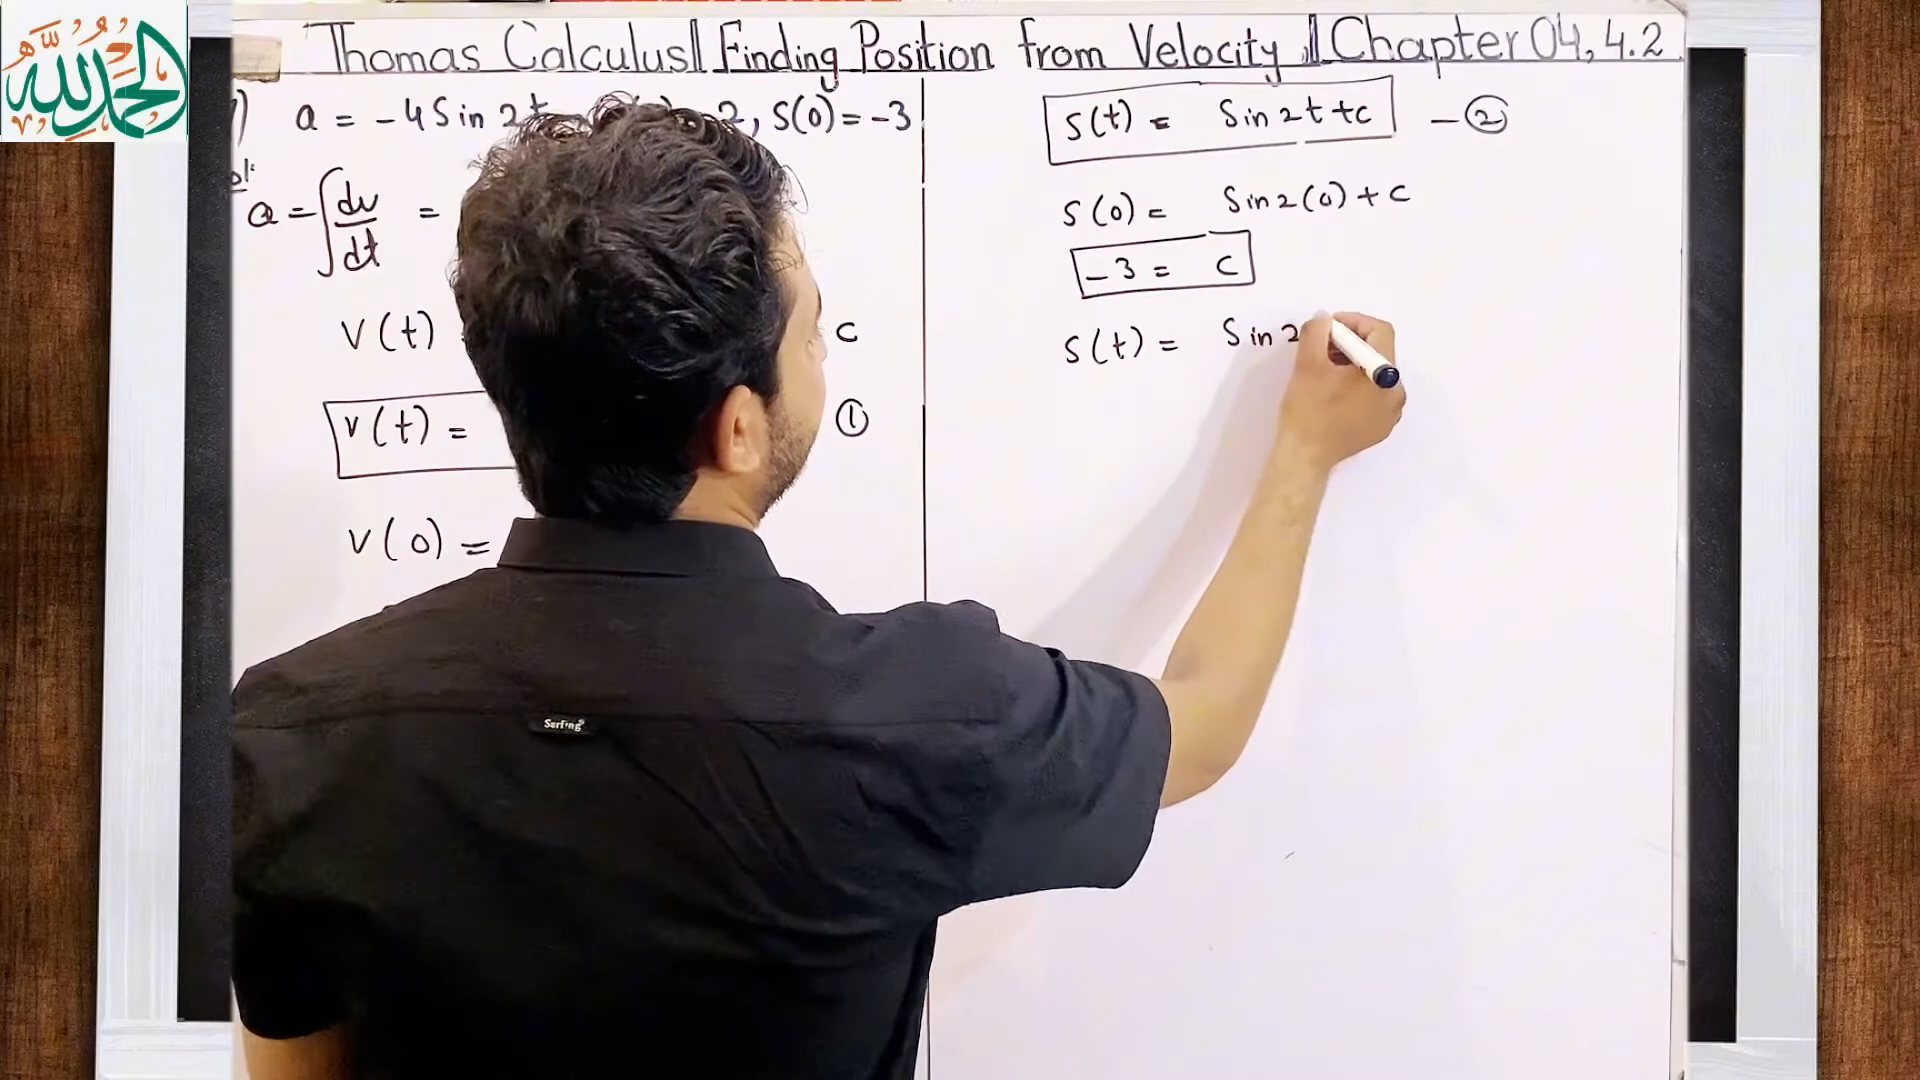 الحمد لله
Thomas Calculus|| Finding Position from Velocity || Chapter 04, 4.2
a = -4 Sin 2t 2, S(0) = -3
a = ∫ dv/dt =
V(t) c
v(t) = ①
V(0) =
S(t) = Sin 2t + c - ②
S(0) = Sin 2(0) + c
-3 = c
S(t) = Sin 2
Surfing